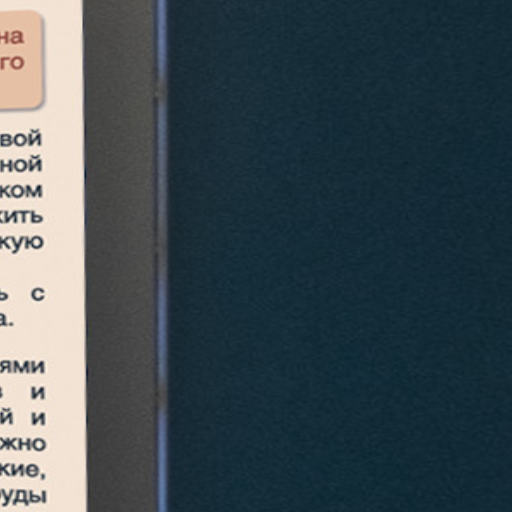 на
го
вой
ной
ком
жить
кую
ь с
а.
ями
в и
й и
жно
кие,
уды